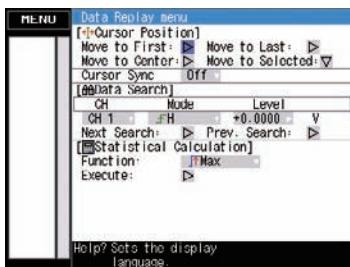 MENU
Data Replay menu
[Cursor Position]
Move to First: Move to Last:
Move to Center: Move to Selected:
Cursor Sync Off
[Data Search]
CH Mode Level
CH 1 H +0.0000 V
Next Search: Prev. Search:
[Statistical Calculation]
Function: Max
Execute:
Help? Sets the display
language.